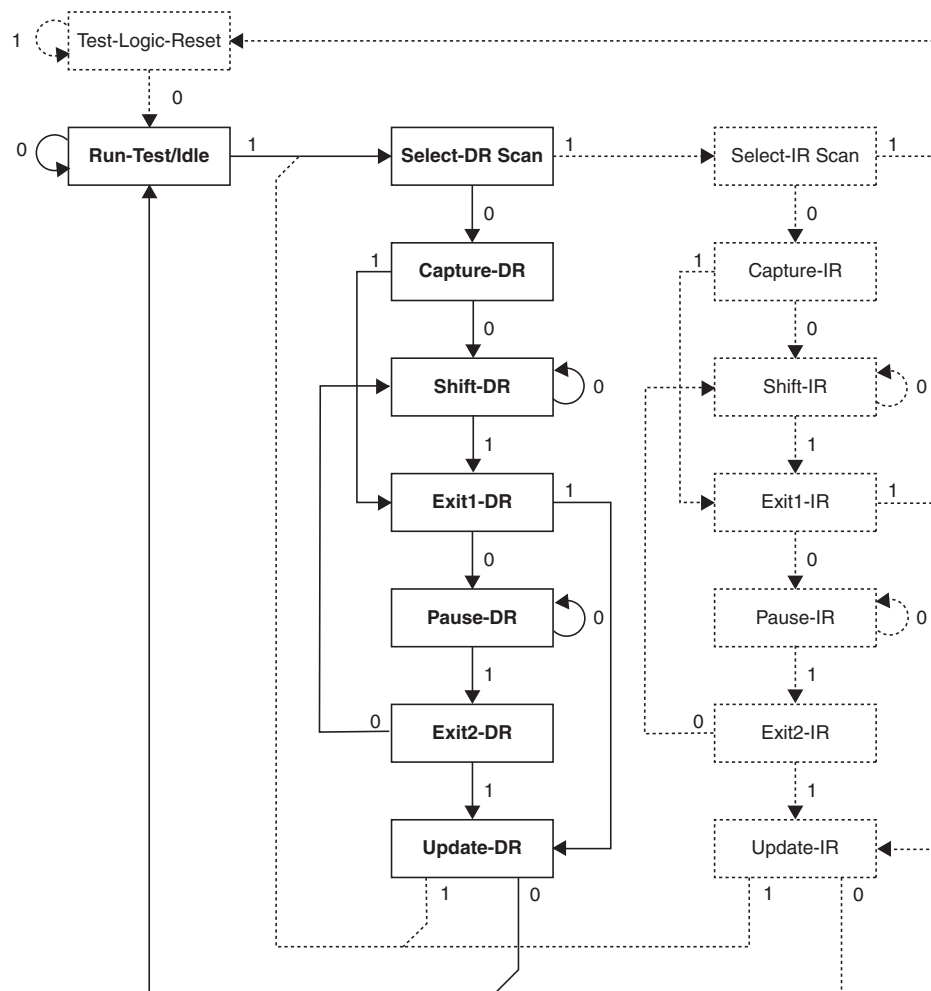 1 Test-Logic-Reset
0
0 Run-Test/Idle 1 Select-DR Scan 1 Select-IR Scan 1
0 0
1 Capture-DR 1 Capture-IR
0 0
Shift-DR 0 Shift-IR 0
1 1
Exit1-DR 1 Exit1-IR 1
0 0
Pause-DR 0 Pause-IR 0
1 1
0 Exit2-DR 0 Exit2-IR
1 1
Update-DR Update-IR
1 0 1 0